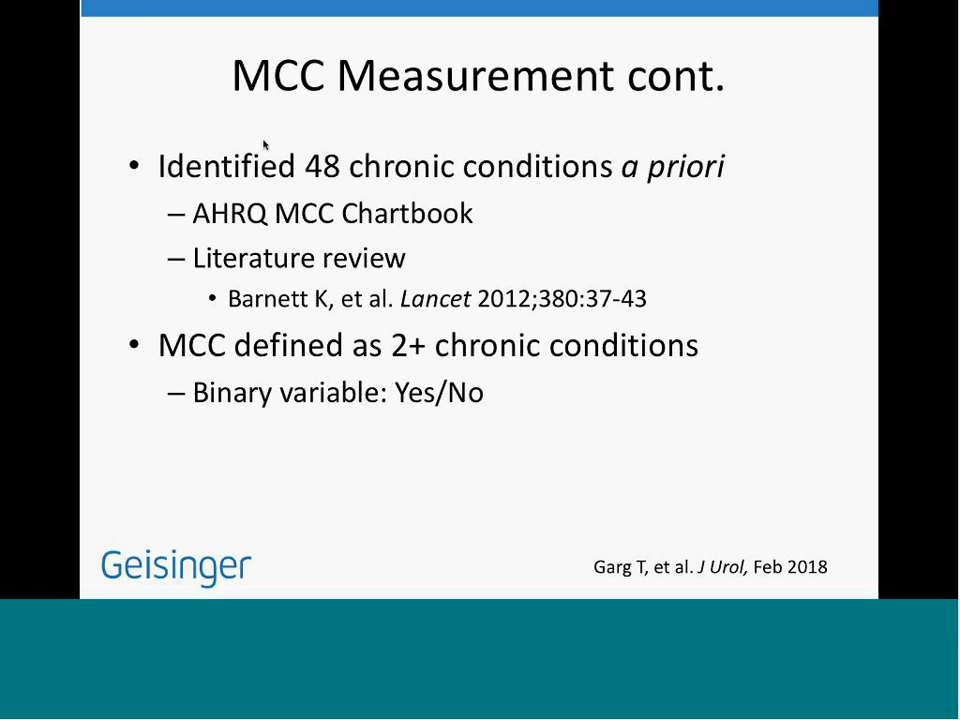 MCC Measurement cont.
• Identified 48 chronic conditions a priori
– AHRQ MCC Chartbook
– Literature review
• Barnett K, et al. Lancet 2012;380:37-43
• MCC defined as 2+ chronic conditions
– Binary variable: Yes/No
Geisinger
Garg T, et al. J Urol, Feb 2018